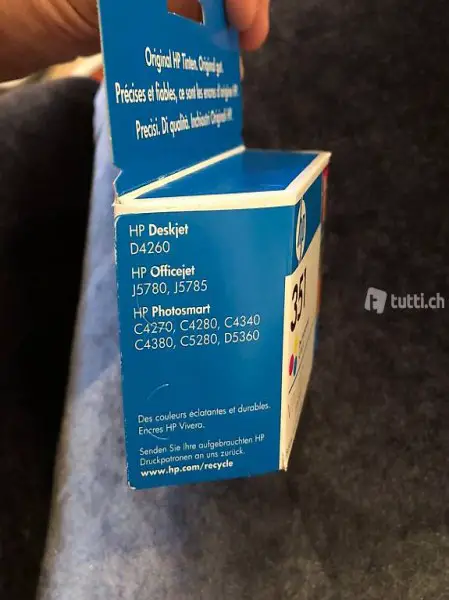 Original HP Tinten. Original gut.
Précises et fiables, ce sont les encres d'origine HP.
Precisi. Di qualità. Inchiostri Originali HP.
HP Deskjet
D4260
HP Officejet
J5780, J5785
HP Photosmart
C4270, C4280, C4340
C4380, C5280, D5360
Des couleurs éclatantes et durables.
Encres HP Vivera.
Senden Sie Ihre aufgebrauchten HP
Druckpatronen an uns zurück.
www.hp.com/recycle
hp
351
tutti.ch